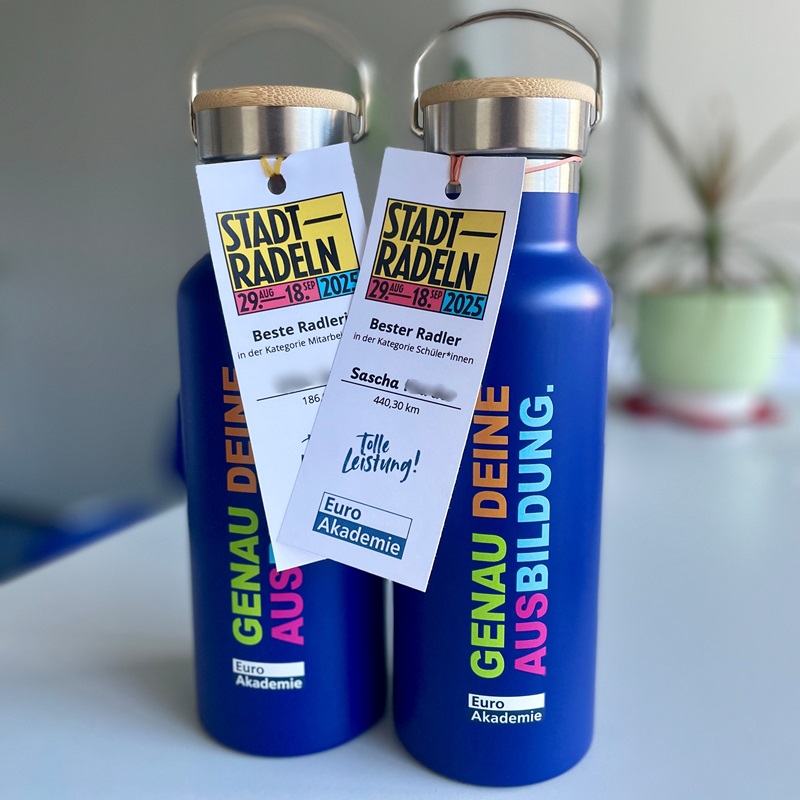 STADT—
RADELN
29. AUG — 18. SEP 2025
Beste Radleri
in der Kategorie Mitarbei
186,
STADT—
RADELN
29. AUG — 18. SEP 2025
Bester Radler
in der Kategorie Schüler*innen
Sascha
440,30 km
Tolle
Leistung!
Euro
Akademie
GENAU DEINE
AUS
Euro
Akademie
GENAU DEINE
AUSBILDUNG.
Euro
Akademie